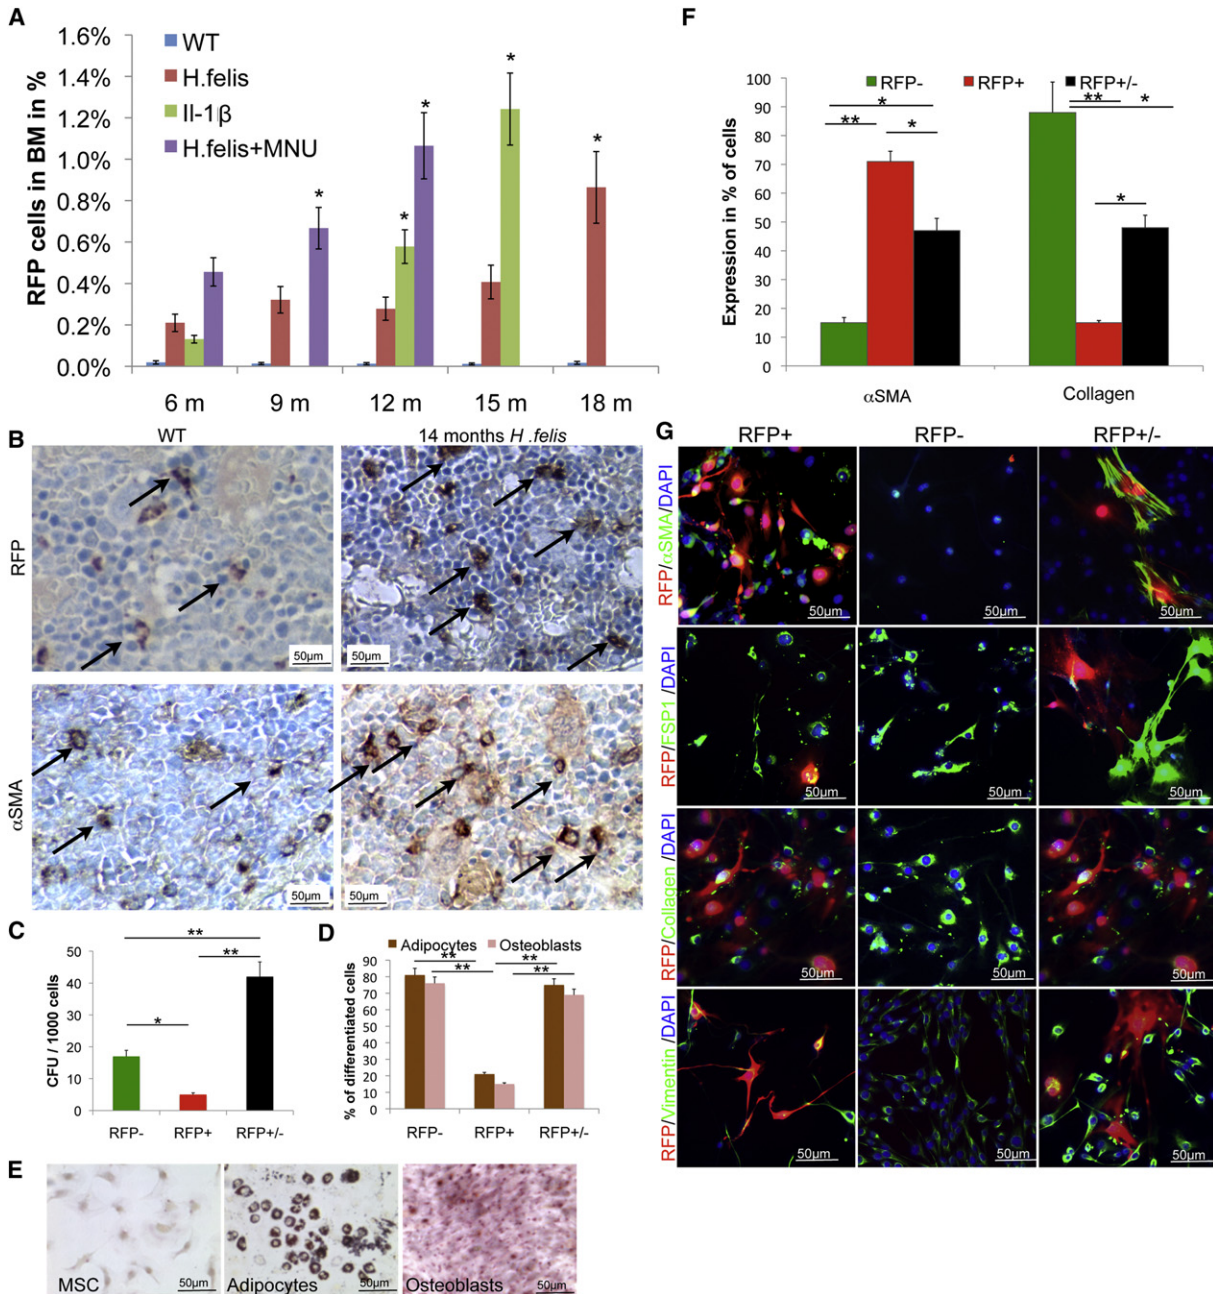 A
RFP cells in BM in %
1.6%
1.4%
1.2%
1.0%
0.8%
0.6%
0.4%
0.2%
0.0%
WT
H.felis
Il-1β
H.felis+MNU
*
*
*
*
*
*
6 m
9 m
12 m
15 m
18 m
B
WT
14 months H .felis
RFP
50µm
50µm
αSMA
50µm
50µm
C
CFU / 1000 cells
50
40
30
20
10
0
**
**
*
RFP-
RFP+
RFP+/-
D
% of differentiated cells
Adipocytes
Osteoblasts
90
80
70
60
50
40
30
20
10
0
**
**
**
**
RFP-
RFP+
RFP+/-
E
MSC
50µm
Adipocytes
50µm
Osteoblasts
50µm
F
Expression in % of cells
RFP-
RFP+
RFP+/-
100
90
80
70
60
50
40
30
20
10
0
*
**
*
**
*
*
αSMA
Collagen
G
RFP+
RFP-
RFP+/-
RFP/αSMA/DAPI
50µm
50µm
50µm
RFP/FSP1 /DAPI
50µm
50µm
50µm
RFP/Collagen /DAPI
50µm
50µm
50µm
RFP/Vimentin /DAPI
50µm
50µm
50µm